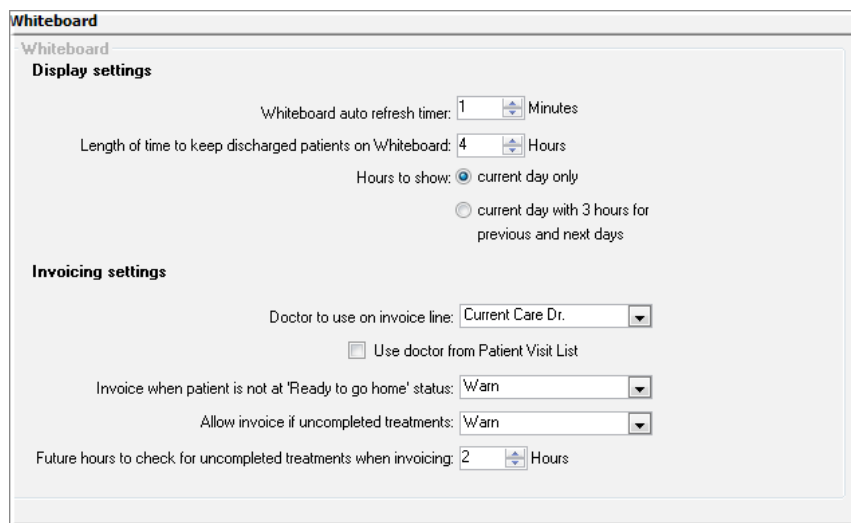 Whiteboard
Whiteboard
Display settings
Whiteboard auto refresh timer: 1 Minutes
Length of time to keep discharged patients on Whiteboard: 4 Hours
Hours to show: current day only
current day with 3 hours for
previous and next days
Invoicing settings
Doctor to use on invoice line: Current Care Dr.
Use doctor from Patient Visit List
Invoice when patient is not at 'Ready to go home' status: Warn
Allow invoice if uncompleted treatments: Warn
Future hours to check for uncompleted treatments when invoicing: 2 Hours